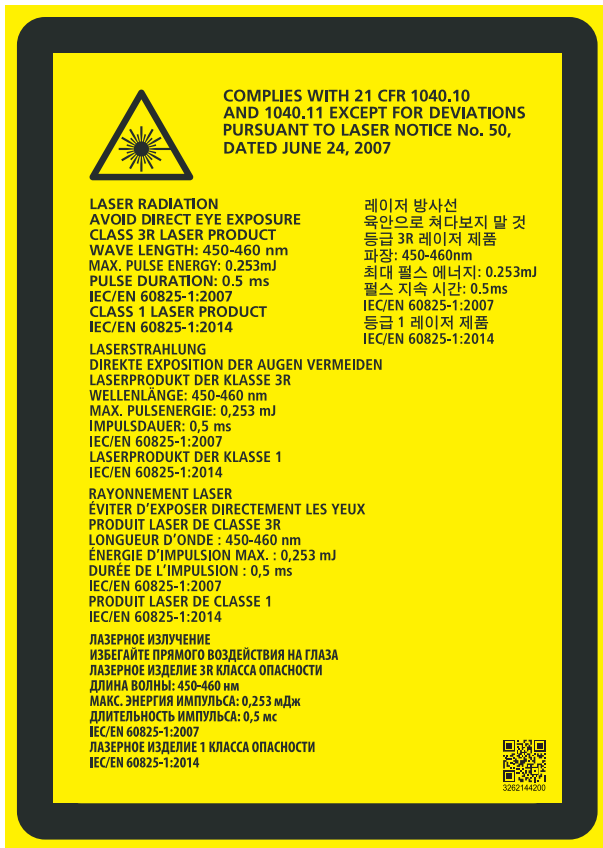 COMPLIES WITH 21 CFR 1040.10
AND 1040.11 EXCEPT FOR DEVIATIONS
PURSUANT TO LASER NOTICE No. 50,
DATED JUNE 24, 2007
LASER RADIATION
AVOID DIRECT EYE EXPOSURE
CLASS 3R LASER PRODUCT
WAVE LENGTH: 450-460 nm
MAX. PULSE ENERGY: 0.253mJ
PULSE DURATION: 0.5 ms
IEC/EN 60825-1:2007
CLASS 1 LASER PRODUCT
IEC/EN 60825-1:2014
레이저 방사선
육안으로 쳐다보지 말 것
등급 3R 레이저 제품
파장: 450-460nm
최대 펄스 에너지: 0.253mJ
펄스 지속 시간: 0.5ms
IEC/EN 60825-1:2007
등급 1 레이저 제품
IEC/EN 60825-1:2014
LASERSTRAHLUNG
DIREKTE EXPOSITION DER AUGEN VERMEIDEN
LASERPRODUKT DER KLASSE 3R
WELLENLÄNGE: 450-460 nm
MAX. PULSENERGIE: 0,253 mJ
IMPULSDAUER: 0,5 ms
IEC/EN 60825-1:2007
LASERPRODUKT DER KLASSE 1
IEC/EN 60825-1:2014
RAYONNEMENT LASER
ÉVITER D'EXPOSER DIRECTEMENT LES YEUX
PRODUIT LASER DE CLASSE 3R
LONGUEUR D'ONDE : 450-460 nm
ÉNERGIE D'IMPULSION MAX. : 0,253 mJ
DURÉE DE L'IMPULSION : 0,5 ms
IEC/EN 60825-1:2007
PRODUIT LASER DE CLASSE 1
IEC/EN 60825-1:2014
ЛАЗЕРНОЕ ИЗЛУЧЕНИЕ
ИЗБЕГАЙТЕ ПРЯМОГО ВОЗДЕЙСТВИЯ НА ГЛАЗА
ЛАЗЕРНОЕ ИЗДЕЛИЕ 3R КЛАССА ОПАСНОСТИ
ДЛИНА ВОЛНЫ: 450-460 нм
МАКС. ЭНЕРГИЯ ИМПУЛЬСА: 0,253 мДж
ДЛИТЕЛЬНОСТЬ ИМПУЛЬСА: 0,5 мс
IEC/EN 60825-1:2007
ЛАЗЕРНОЕ ИЗДЕЛИЕ 1 КЛАССА ОПАСНОСТИ
IEC/EN 60825-1:2014
3262144200